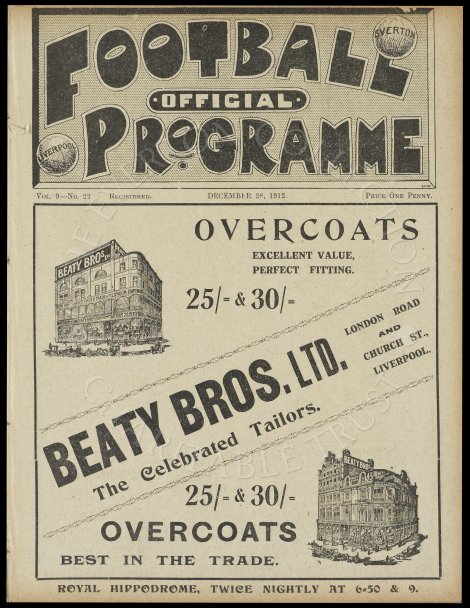 FOOTBALL
EVERTON
OFFICIAL
LIVERPOOL
PROGRAMME
VOL. 9—No. 22 REGISTERED. DECEMBER 28, 1912. PRICE ONE PENNY.
OVERCOATS
EXCELLENT VALUE,
PERFECT FITTING.
BEATY BROS. LTD
25/= & 30/=
LONDON ROAD
AND
CHURCH ST.,
LIVERPOOL.
BEATY BROS. LTD.
The Celebrated Tailors.
25/= & 30/=
OVERCOATS
BEST IN THE TRADE.
ROYAL HIPPODROME, TWICE NIGHTLY AT 6-50 & 9.